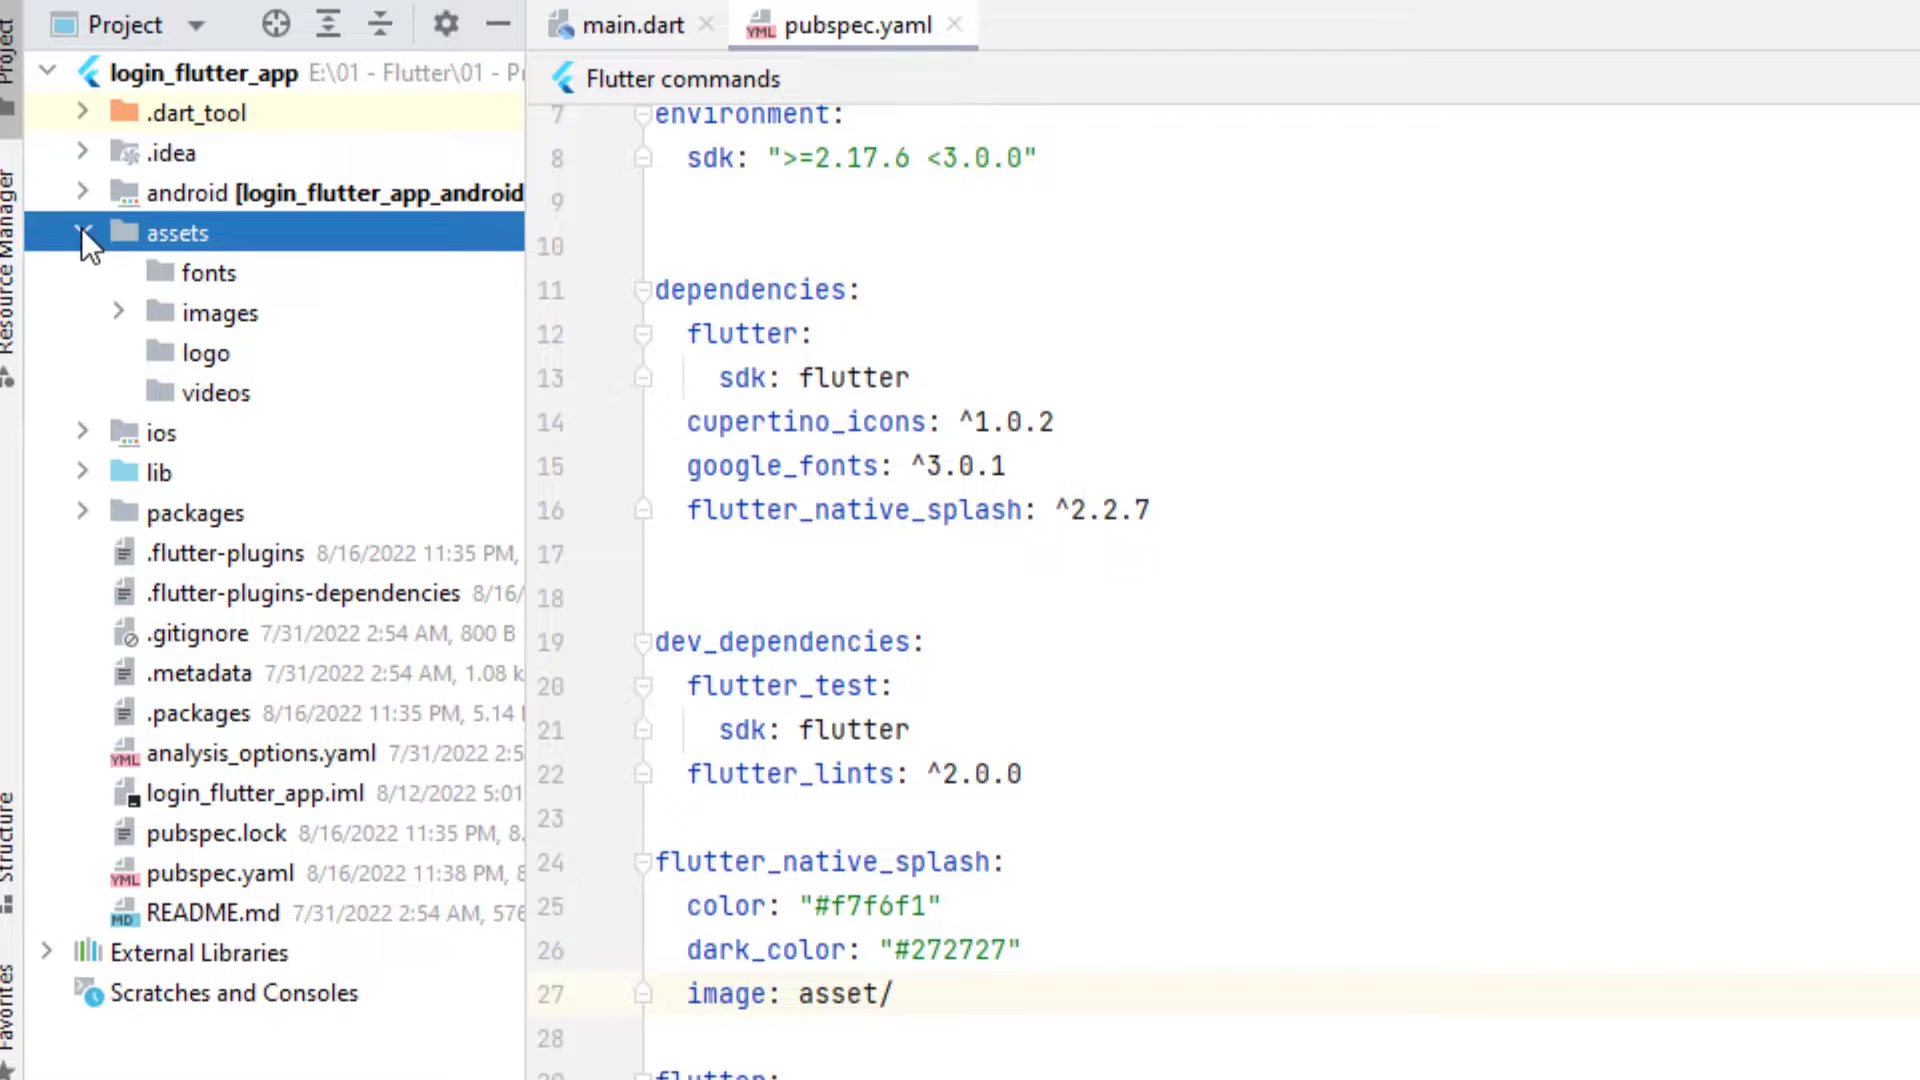 Project
main.dart
pubspec.yaml
Project
login_flutter_app E:\01 - Flutter\01 - Pr
Flutter commands
.dart_tool
.idea
android [login_flutter_app_android
Resource Manager
assets
fonts
images
logo
videos
ios
lib
packages
.flutter-plugins 8/16/2022 11:35 PM,
.flutter-plugins-dependencies 8/16/
.gitignore 7/31/2022 2:54 AM, 800 B
.metadata 7/31/2022 2:54 AM, 1.08 k
.packages 8/16/2022 11:35 PM, 5.14
analysis_options.yaml 7/31/2022 2:5
login_flutter_app.iml 8/12/2022 5:01
pubspec.lock 8/16/2022 11:35 PM, 8.
pubspec.yaml 8/16/2022 11:38 PM, 8
README.md 7/31/2022 2:54 AM, 576
External Libraries
Scratches and Consoles
Structure
Favorites
7 environment:
8 sdk: ">=2.17.6 <3.0.0"
9
10
11 dependencies:
12 flutter:
13 sdk: flutter
14 cupertino_icons: ^1.0.2
15 google_fonts: ^3.0.1
16 flutter_native_splash: ^2.2.7
17
18
19 dev_dependencies:
20 flutter_test:
21 sdk: flutter
22 flutter_lints: ^2.0.0
23
24 flutter_native_splash:
25 color: "#f7f6f1"
26 dark_color: "#272727"
27 image: asset/
28
flutter: